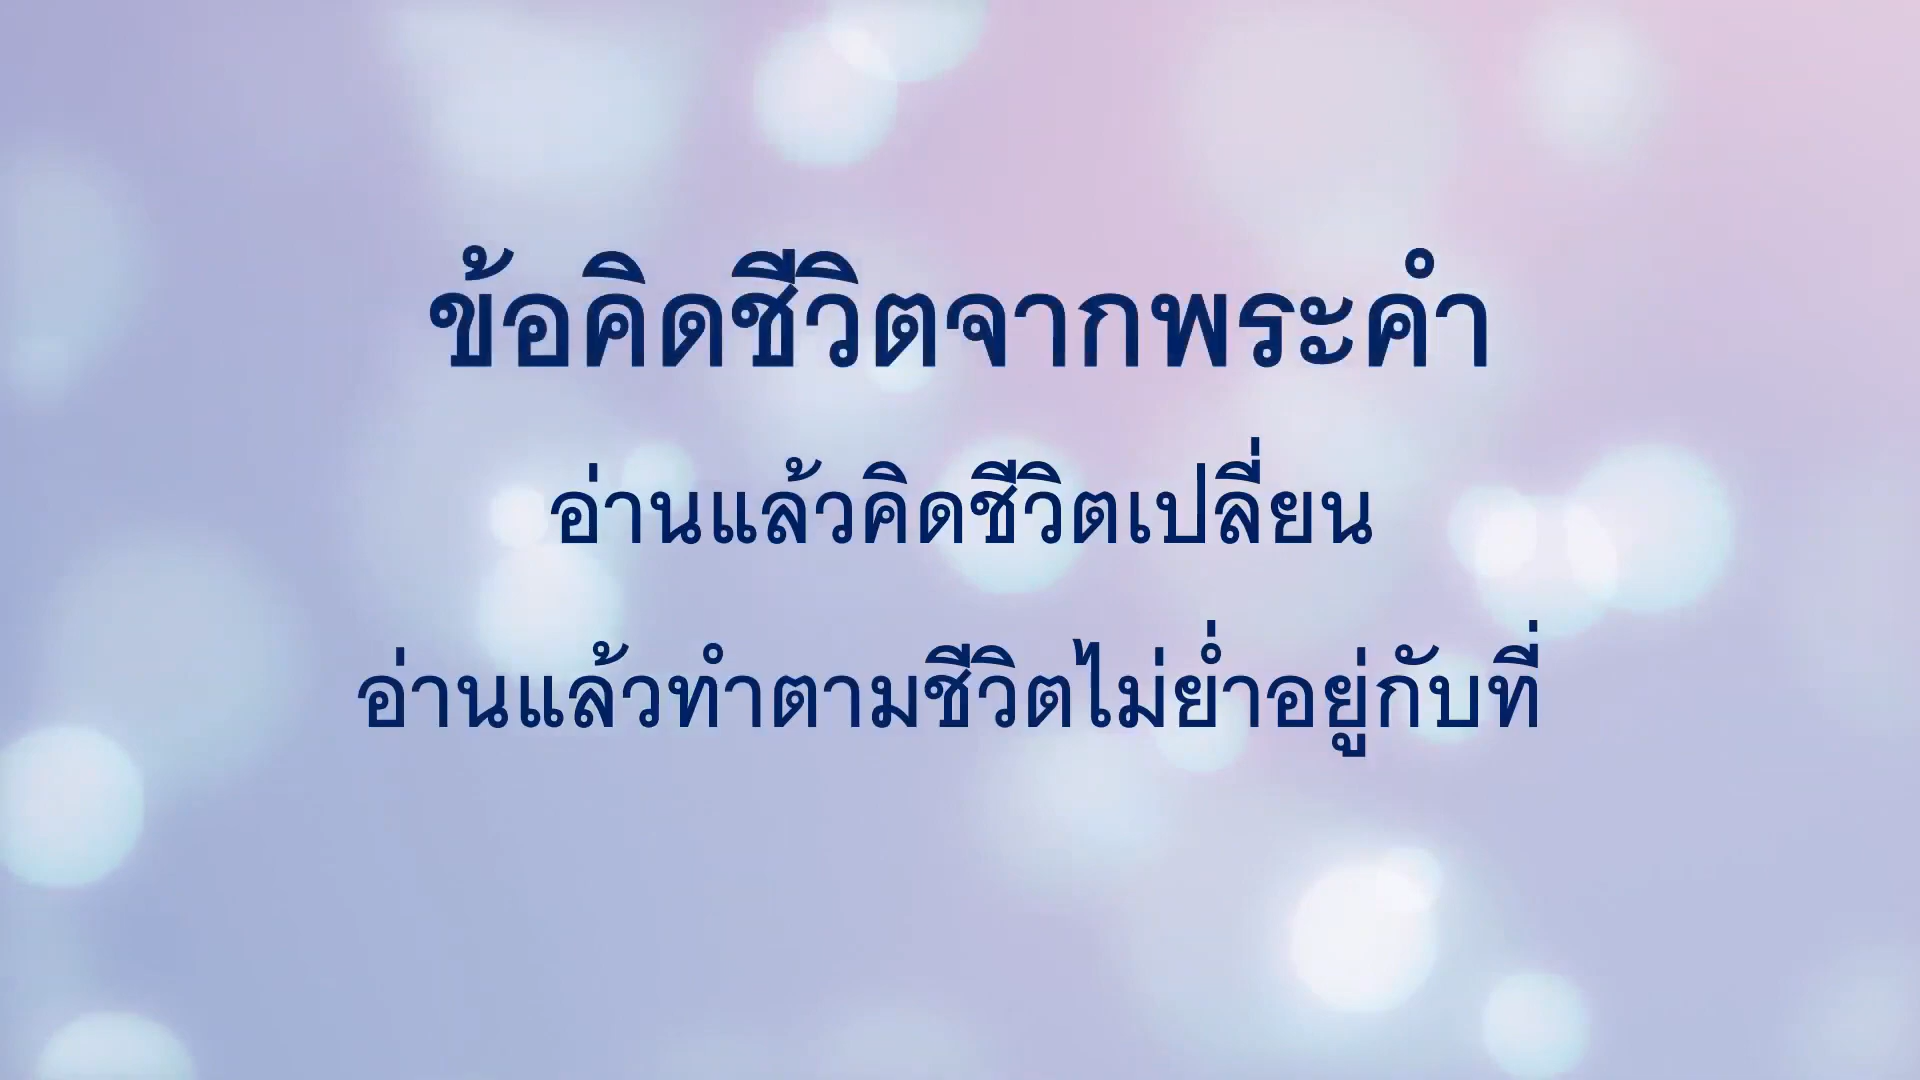 ข้อคิดชีวิตจากพระคำ
อ่านแล้วคิดชีวิตเปลี่ยน
อ่านแล้วทำตามชีวิตไม่ย่ำอยู่กับที่